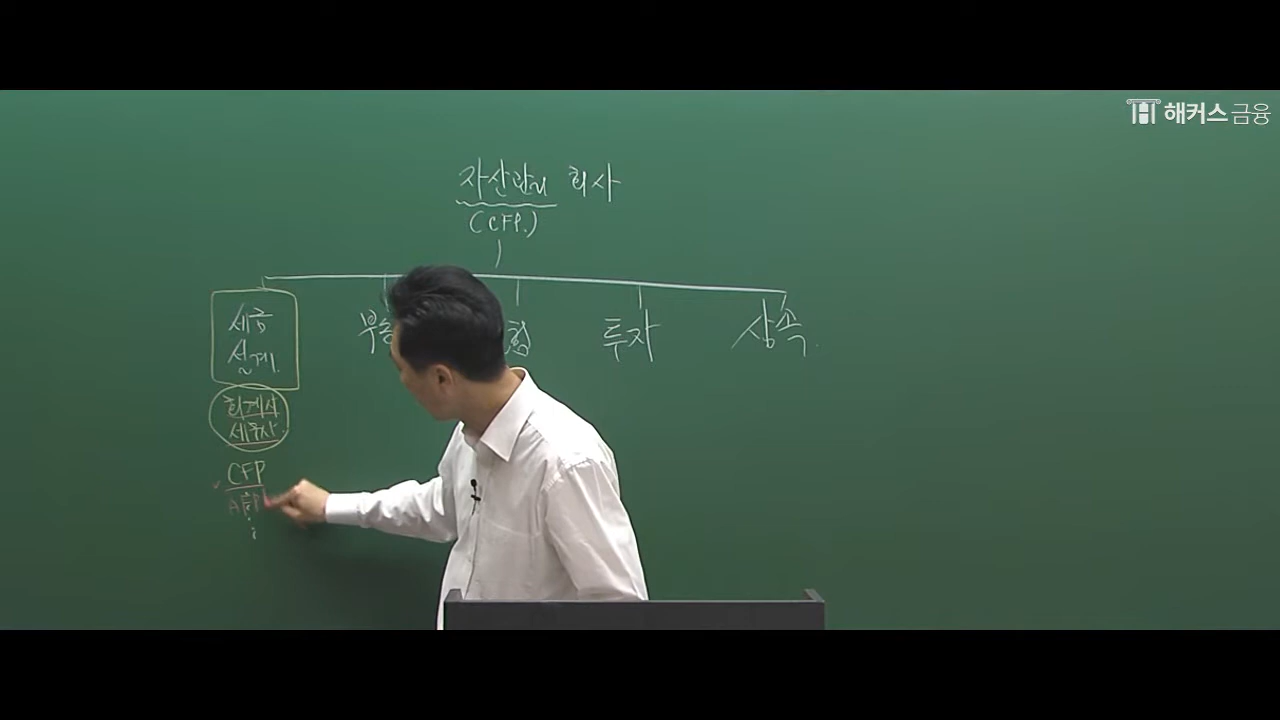 해커스금융
자산관리 회사
(CFP.)
세금
설계.
투자
상속.
회계사
세무사.
CFP